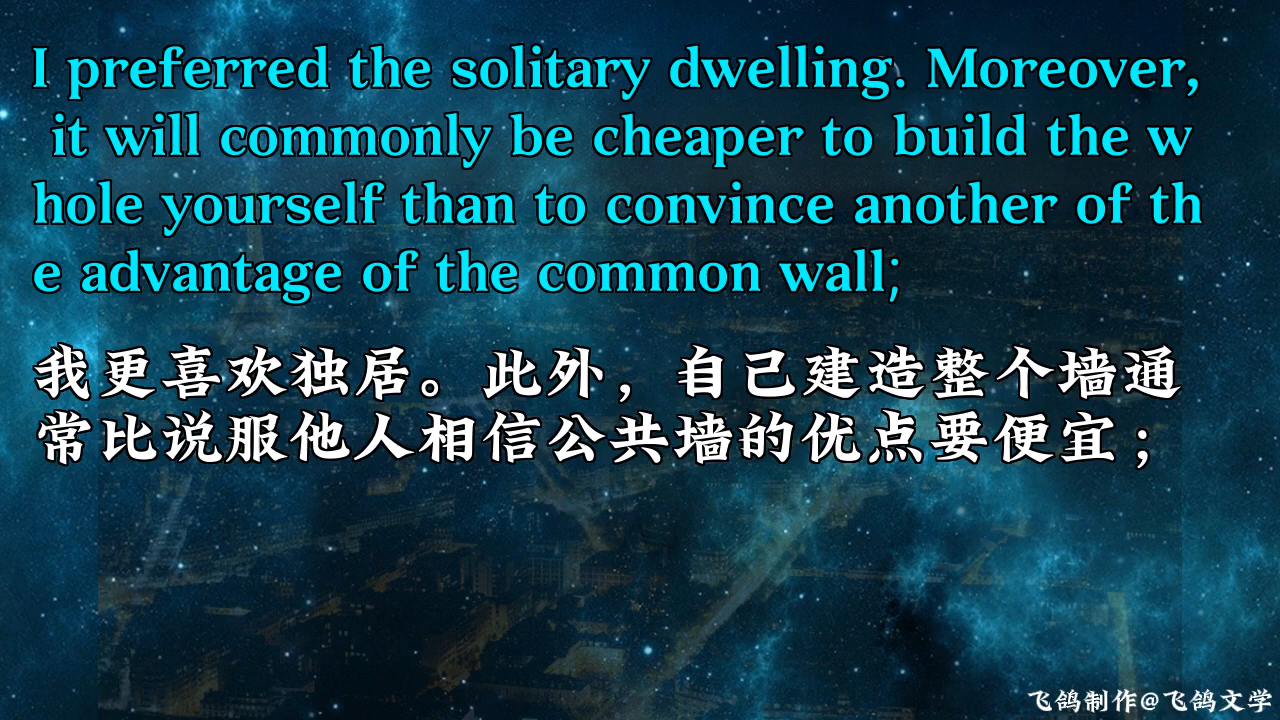 I preferred the solitary dwelling. Moreover,
it will commonly be cheaper to build the w
hole yourself than to convince another of th
e advantage of the common wall;
我更喜欢独居。此外，自己建造整个墙通
常比说服他人相信公共墙的优点要便宜；
飞鸽制作@飞鸽文学